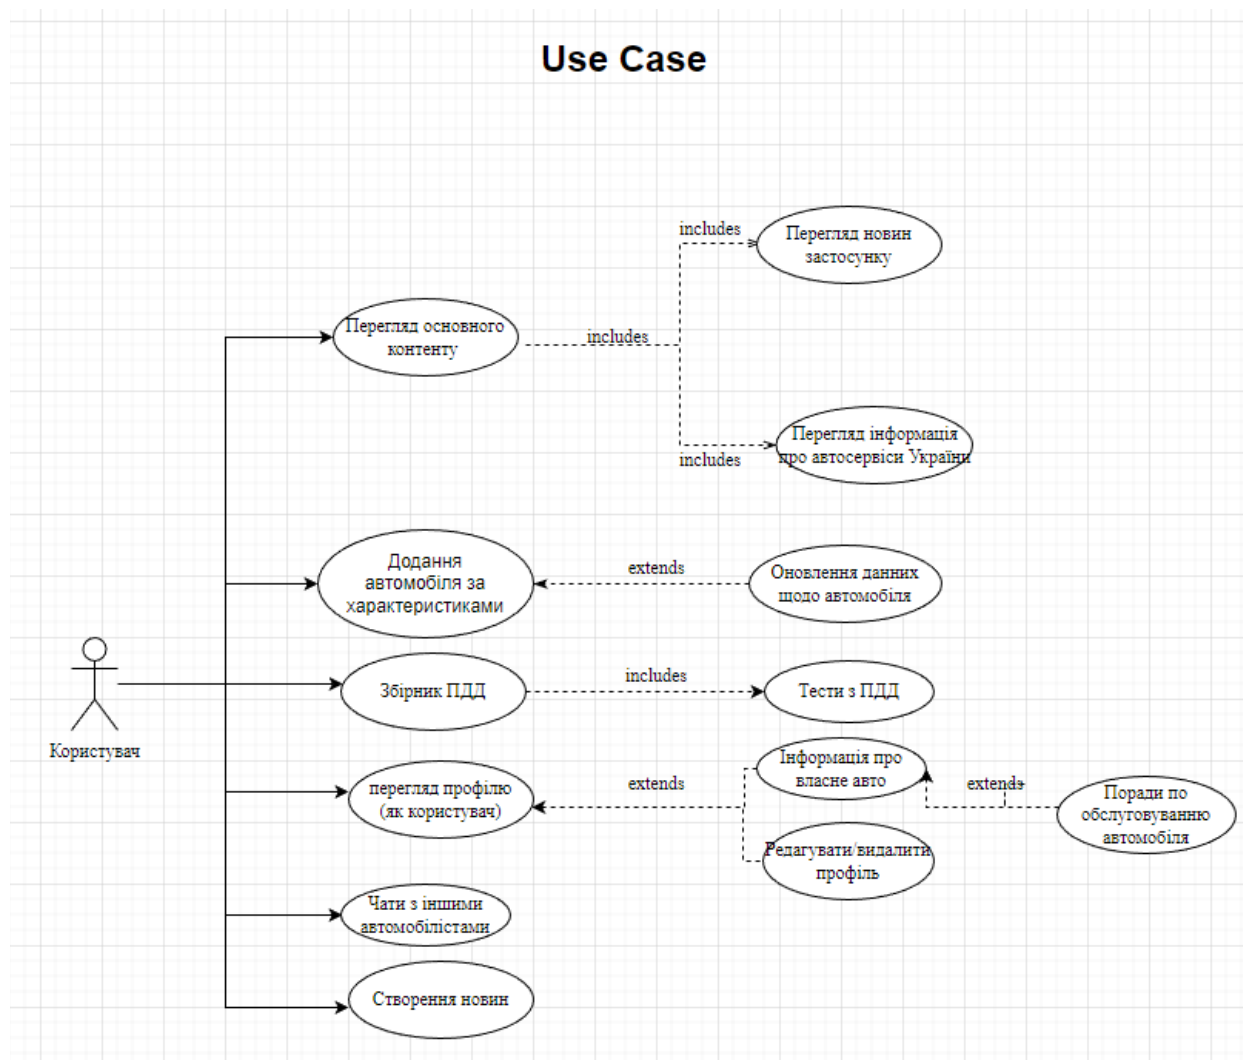 Use Case
includes
Перегляд новин
застосунку
Перегляд основного
контенту
includes
Перегляд інформація
про автосервіси України
includes
Додання
автомобіля за
характеристиками
extends
Оновлення данних
щодо автомобіля
Збірник ПДД
includes
Тести з ПДД
Користувач
перегляд профілю
(як користувач)
extends
Інформація про
власне авто
extends
Поради по
обслуговуванню
автомобіля
Редагувати/видалити
профіль
Чати з іншими
автомобілістами
Створення новин